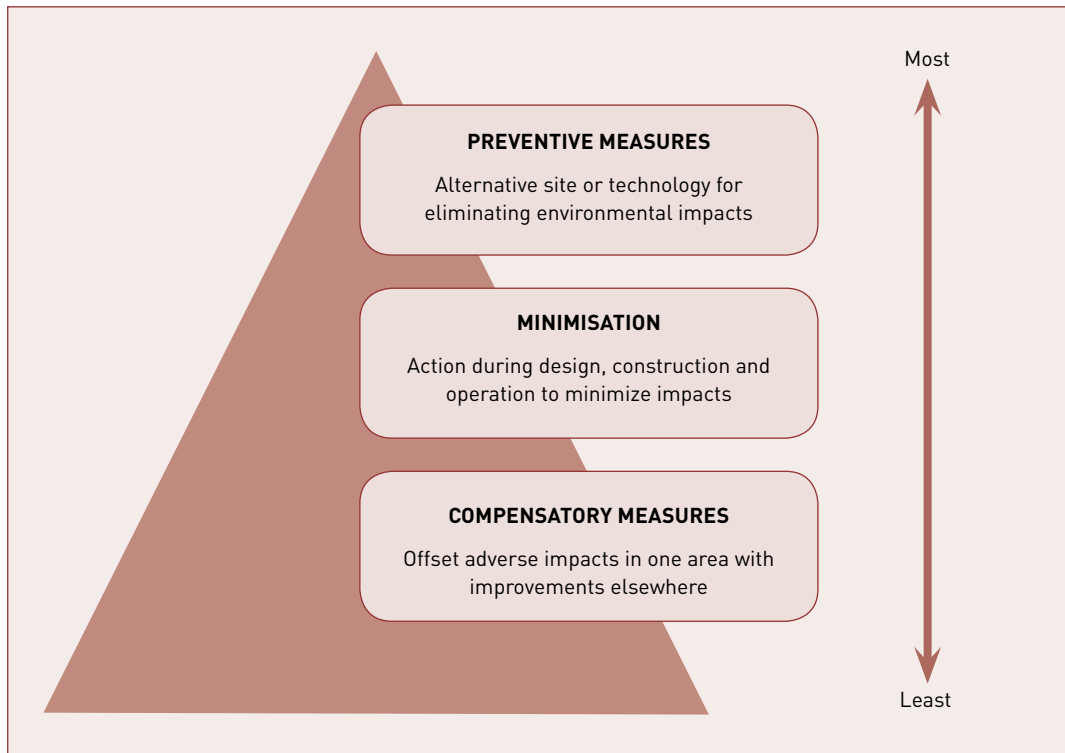 Most
PREVENTIVE MEASURES
Alternative site or technology for
eliminating environmental impacts
MINIMISATION
Action during design, construction and
operation to minimize impacts
COMPENSATORY MEASURES
Offset adverse impacts in one area with
improvements elsewhere
Least